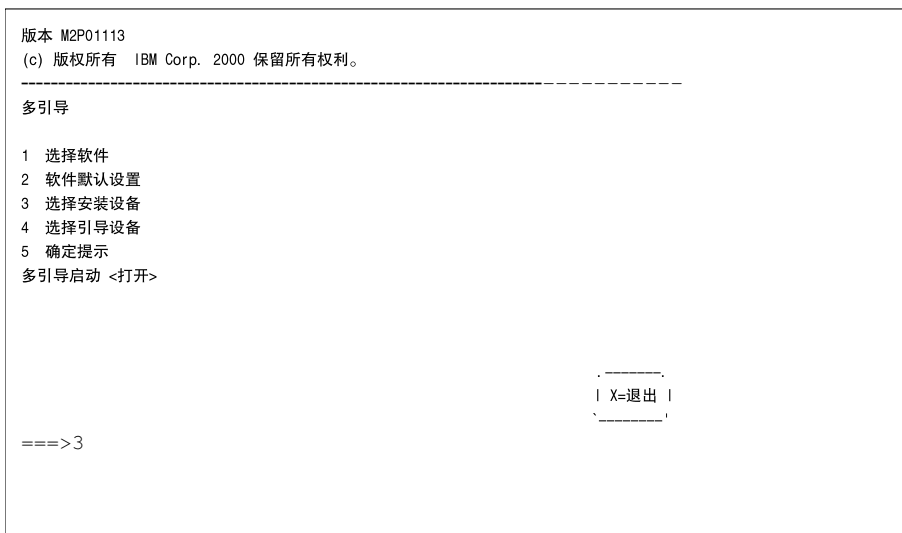 版本 M2P01113
(c) 版权所有  IBM Corp. 2000 保留所有权利。
--------------------------------------------------------------------------------
多引导
1  选择软件
2  软件默认设置
3  选择安装设备
4  选择引导设备
5  确定提示
多引导启动 <打开>
.-------.
| X=退出 |
`--------'
===>3